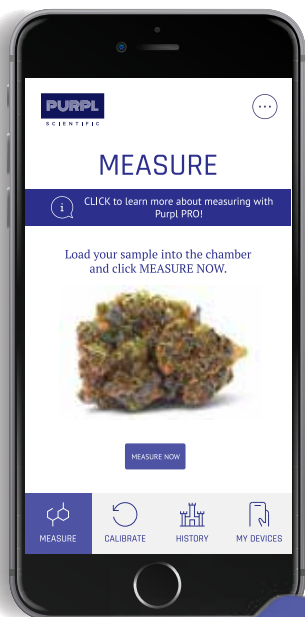 PURPL
SCIENTIFIC
MEASURE
CLICK to learn more about measuring with
Purpl PRO!
Load your sample into the chamber
and click MEASURE NOW.
MEASURE NOW
MEASURE
CALIBRATE
HISTORY
MY DEVICES